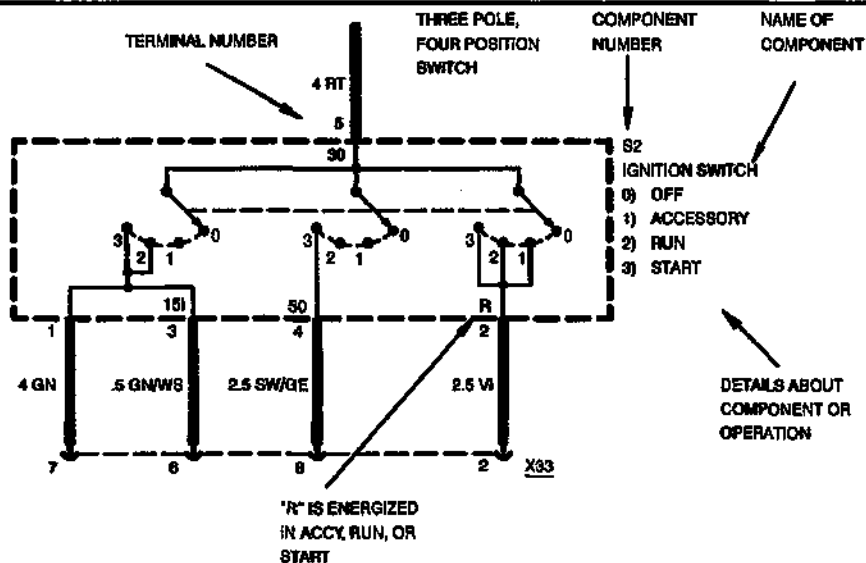 TERMINAL NUMBER
THREE POLE,
FOUR POSITION
SWITCH
COMPONENT
NUMBER
NAME OF
COMPONENT
4 RT
5
30
S2
IGNITION SWITCH
0) OFF
1) ACCESSORY
2) RUN
3) START
3 2 1 0
3 2 1 0
3 2 1 0
15I
50
R
1 3 4 2
4 GN
.5 GN/WS
2.5 SW/GE
2.5 VI
7 6 8 2 X33
DETAILS ABOUT
COMPONENT OR
OPERATION
"R" IS ENERGIZED
IN ACCY, RUN, OR
START